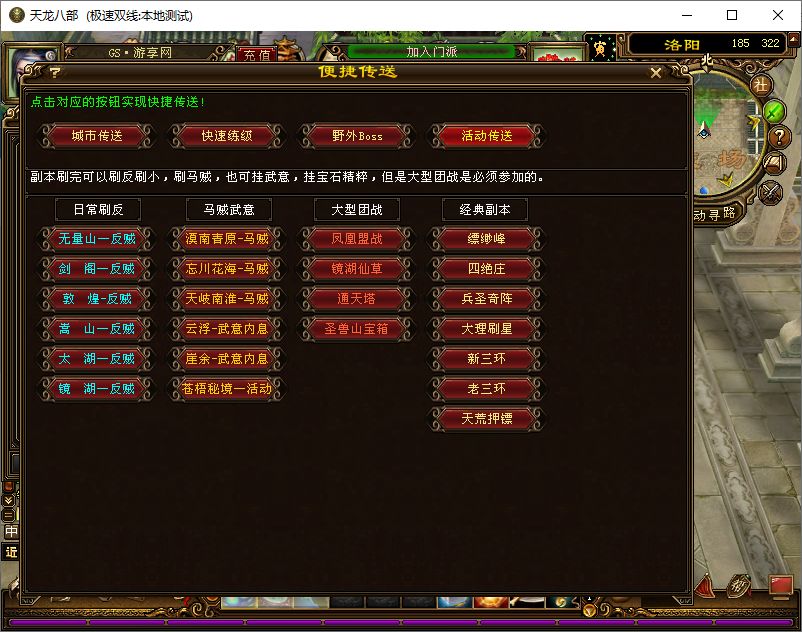 天龙八部 (极速双线:本地测试)
GS·游享网
充值
加入门派
洛阳 185 322
便捷传送
北
社
点击对应的按钮实现快捷传送!
城市传送 快速练级 野外Boss 活动传送
副本刷完可以刷反刷小，刷马贼，也可挂武意，挂宝石精粹，但是大型团战是必须参加的。
场
动寻路
日常刷反 马贼武意 大型团战 经典副本
无量山一反贼 漠南青原-马贼 凤凰盟战 缥缈峰
剑 阁一反贼 忘川花海-马贼 镜湖仙草 四绝庄
敦 煌-反贼 天岐南淮-马贼 通天塔 兵圣奇阵
嵩 山一反贼 云浮-武意内息 圣兽山宝箱 大理刷星
太 湖一反贼 崖余-武意内息 新三环
镜 湖一反贼 苍梧秘境一活动 老三环
天荒押镖
中
近